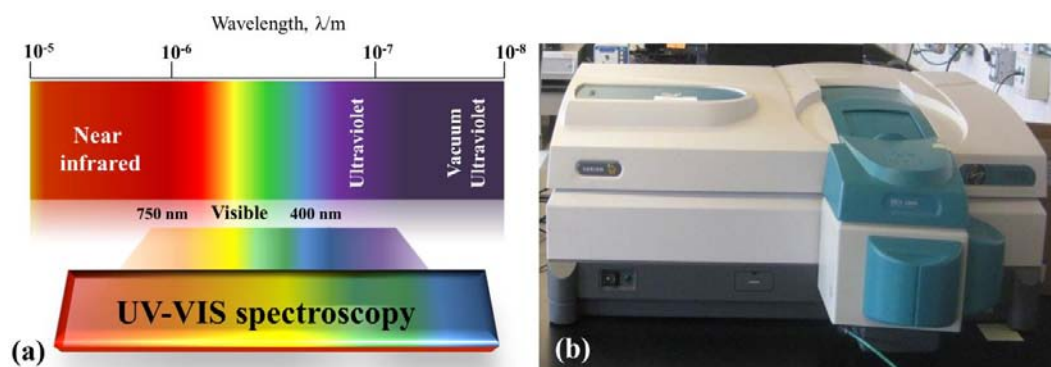 Wavelength, λ/m
10⁻⁵ 10⁻⁶ 10⁻⁷ 10⁻⁸
Near
infrared
Ultraviolet
Vacuum
Ultraviolet
750 nm Visible 400 nm
UV-VIS spectroscopy
(a)
(b)